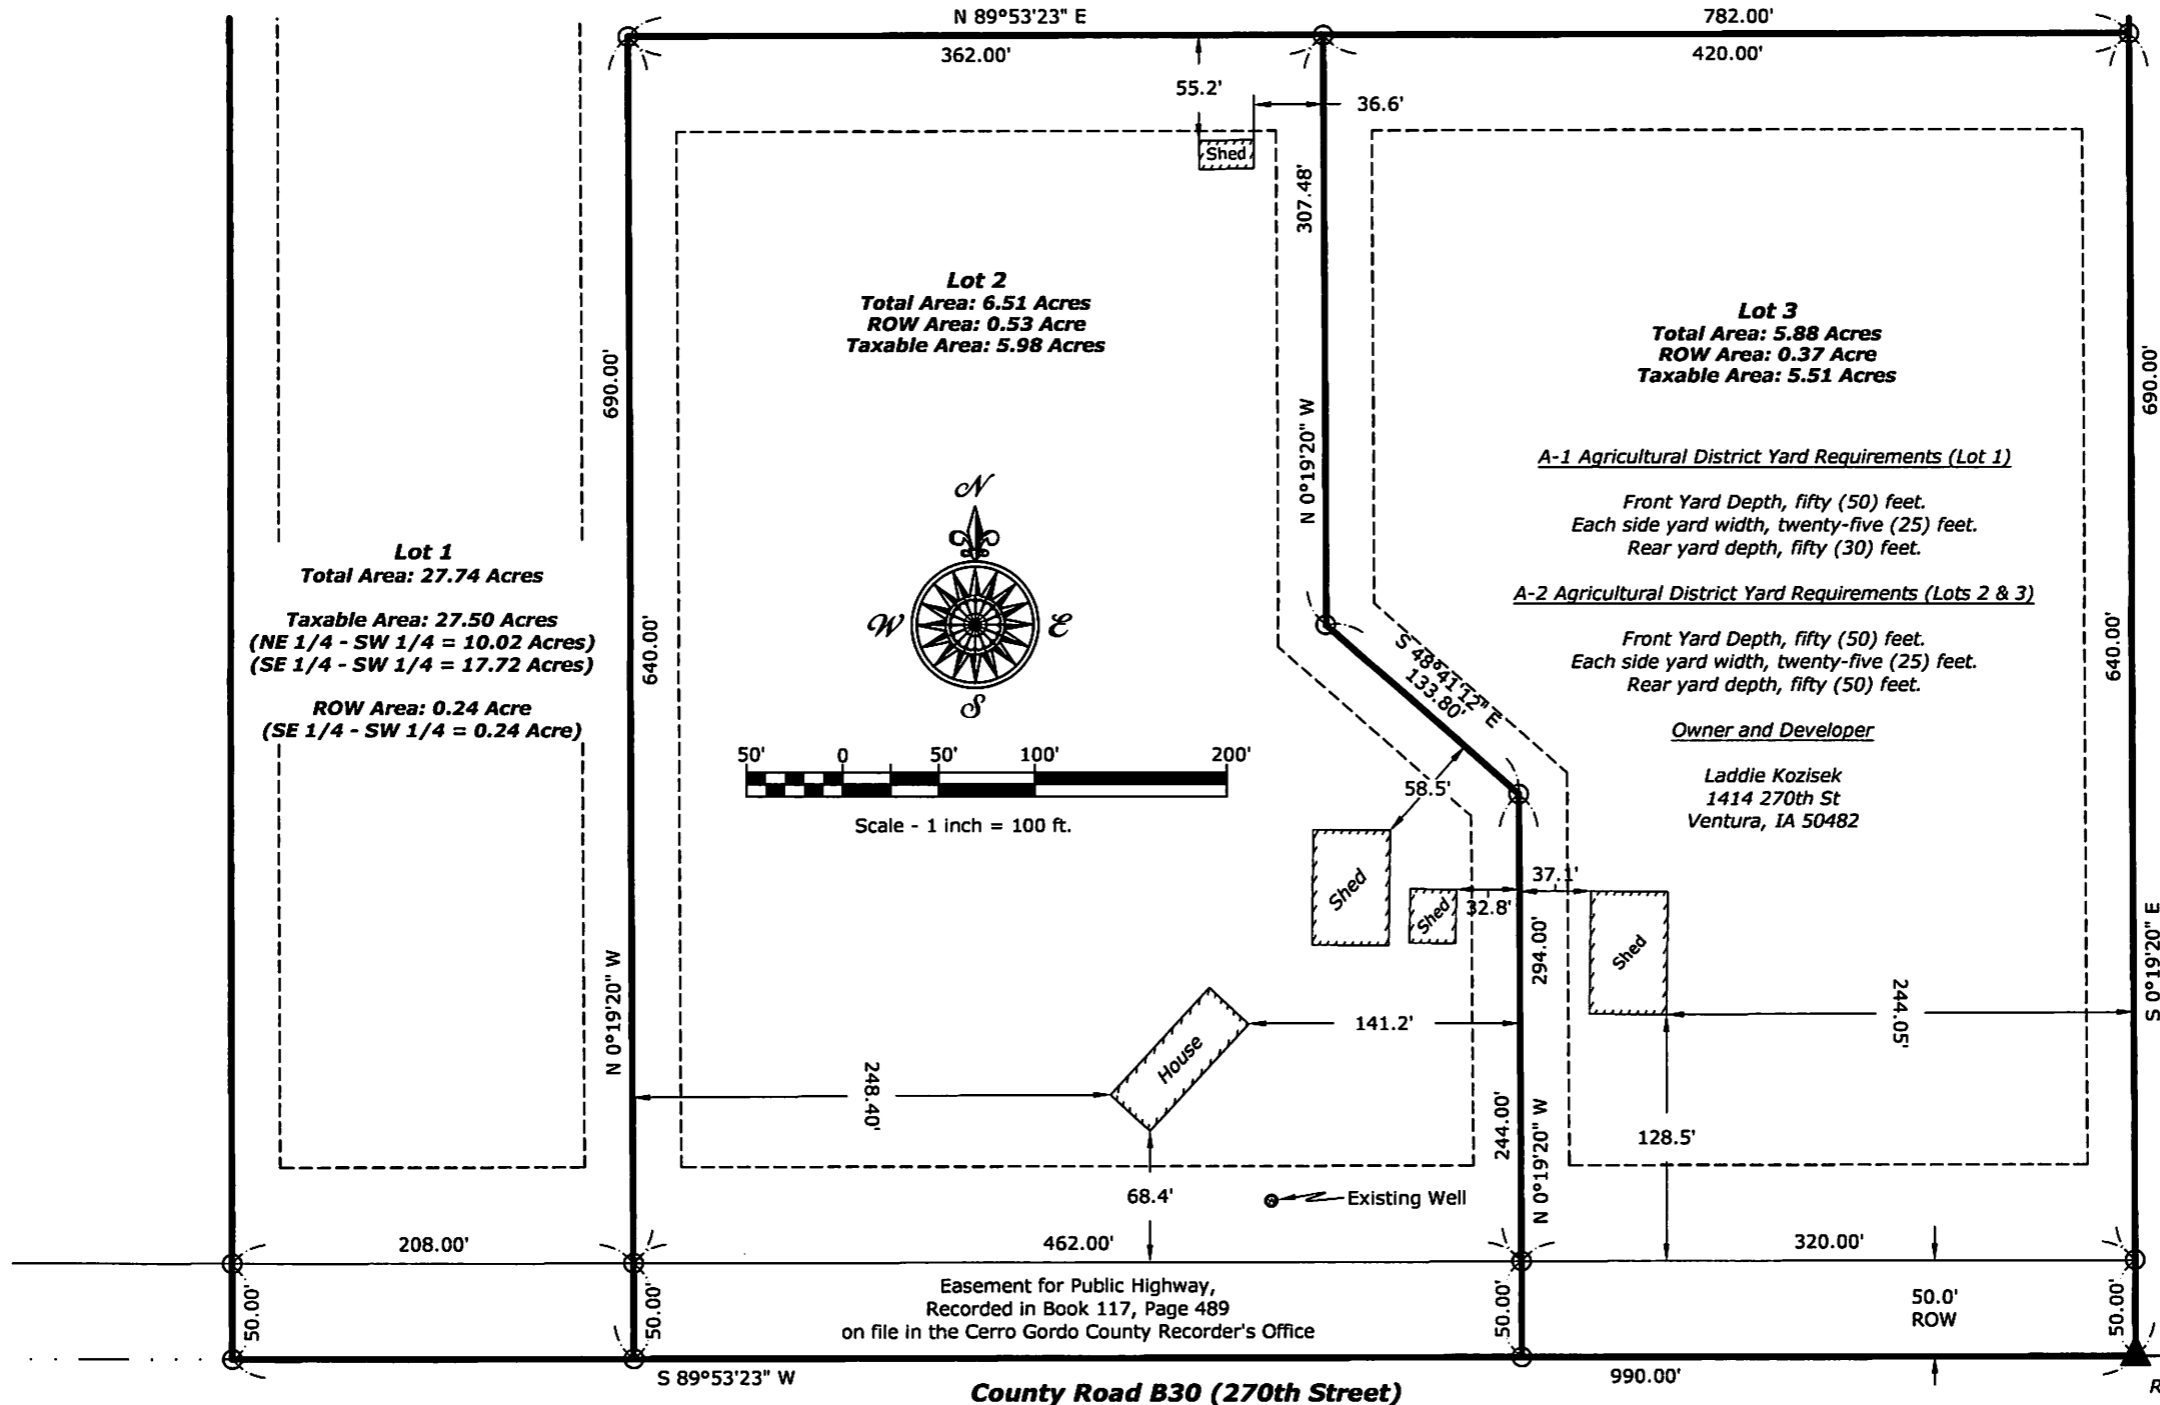 N 89°53'23" E
782.00'
362.00'
420.00'
55.2'
36.6'
Shed
307.48'
N 0°19'20" W
Lot 2
Total Area: 6.51 Acres
ROW Area: 0.53 Acre
Taxable Area: 5.98 Acres
Lot 3
Total Area: 5.88 Acres
ROW Area: 0.37 Acre
Taxable Area: 5.51 Acres
690.00'
690.00'
A-1 Agricultural District Yard Requirements (Lot 1)
Front Yard Depth, fifty (50) feet.
Each side yard width, twenty-five (25) feet.
Rear yard depth, fifty (30) feet.
A-2 Agricultural District Yard Requirements (Lots 2 & 3)
Front Yard Depth, fifty (50) feet.
Each side yard width, twenty-five (25) feet.
Rear yard depth, fifty (50) feet.
Owner and Developer
Laddie Kozisek
1414 270th St
Ventura, IA 50482
Lot 1
Total Area: 27.74 Acres
Taxable Area: 27.50 Acres
(NE 1/4 - SW 1/4 = 10.02 Acres)
(SE 1/4 - SW 1/4 = 17.72 Acres)
ROW Area: 0.24 Acre
(SE 1/4 - SW 1/4 = 0.24 Acre)
640.00'
640.00'
N
W
E
S
S 48°41'12" E
133.80'
50'
0
50'
100'
200'
Scale - 1 inch = 100 ft.
58.5'
Shed
Shed
32.8'
37.1'
Shed
294.00'
N 0°19'20" W
S 0°19'20" E
244.05'
141.2'
House
248.40'
244.00'
N 0°19'20" W
128.5'
68.4'
Existing Well
208.00'
462.00'
320.00'
50.00'
50.00'
50.00'
50.00'
Easement for Public Highway,
Recorded in Book 117, Page 489
on file in the Cerro Gordo County Recorder's Office
50.0'
ROW
S 89°53'23" W
990.00'
County Road B30 (270th Street)
R